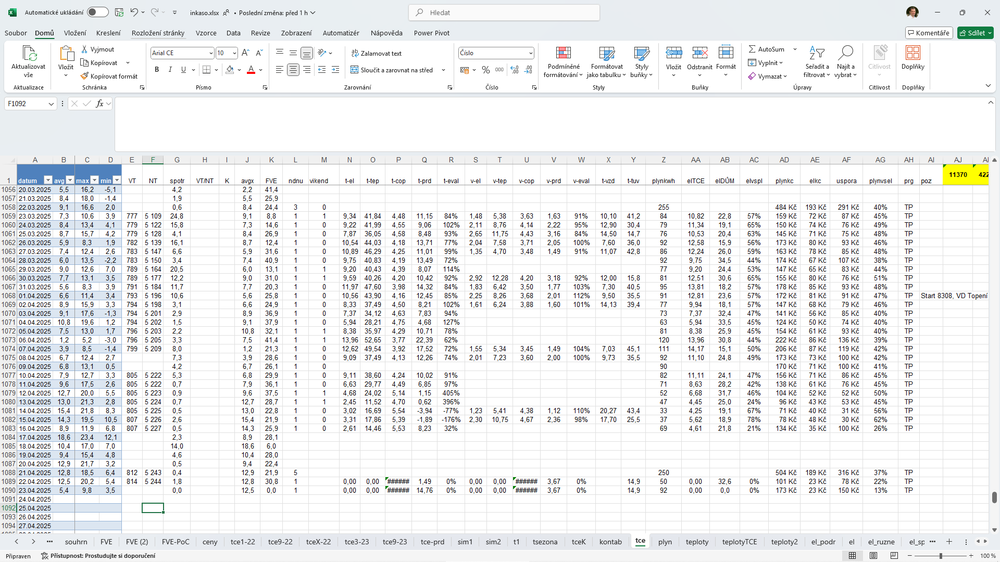 Automatické ukládání inkaso.xlsx • Poslední změna: před 1 h Hledat
Soubor Domů Vložení Kreslení Rozložení stránky Vzorce Data Revize Zobrazení Automatizér Nápověda Power Pivot Komentáře Sdílet
Aktualizovat vše
Aktualizace
Vložit
Vyjmout
Kopírovat
Kopírovat formát
Schránka
Arial CE 10
B I U A
Písmo
Zalamovat text
Sloučit a zarovnat na střed
Zarovnání
Číslo
% 000
Číslo
Podmíněné formátování
Formátovat jako tabulku
Styly buňky
Styly
Vložit Odstranit Formát
Buňky
AutoSum
Vyplnit
Vymazat
Seřadit a filtrovat
Najít a vybrat
Úpravy
Citlivost
Citlivost
Doplňky
Doplňky
F1092 fx
A B C D E F G H I J K L M N O P Q R S T U V W X Y Z AA AB AC AD AE AF AG AH AI AJ
1 datum avg max min VT NT spotr VT/NT K avgx FVE ndnu vikend t-el t-tep t-cop t-prd t-eval v-el v-tep v-cop v-prd v-eval t-vzd t-tuv plynkwh elTCE elDŮM elvspl plynkc elkc uspora plynvsel prg poz 11370 422
1056 20.03.2025 5,5 16,2 -5,1 4,2 2,2 41,4
1057 21.03.2025 8,4 18,0 -1,4 1,9 5,5 25,9
1058 22.03.2025 9,1 16,6 2,0 0,6 8,4 24,4 3 0 255 484 Kč 193 Kč 291 Kč 40% TP
1059 23.03.2025 7,3 10,6 3,9 777 5 109 24,8 9,1 8,8 1 1 9,34 41,84 4,48 11,15 84% 1,48 5,38 3,63 1,63 91% 10,10 41,2 84 10,82 22,8 57% 159 Kč 72 Kč 87 Kč 45% TP
1060 24.03.2025 8,4 13,4 4,1 779 5 122 15,8 7,3 14,6 1 0 9,22 41,99 4,55 9,06 102% 2,11 8,76 4,14 2,22 95% 12,90 30,4 79 11,34 19,1 65% 150 Kč 74 Kč 76 Kč 49% TP
1061 25.03.2025 8,7 15,7 4,2 779 5 128 4,1 8,4 26,9 1 0 7,87 36,05 4,58 8,48 93% 2,65 11,75 4,43 3,16 84% 14,50 14,7 76 10,53 20,4 63% 145 Kč 71 Kč 75 Kč 48% TP
1062 26.03.2025 5,9 8,3 1,9 782 5 139 16,1 8,7 12,4 1 0 10,54 44,03 4,18 13,71 77% 2,04 7,58 3,71 2,05 100% 7,60 36,0 92 12,58 15,9 56% 173 Kč 80 Kč 93 Kč 46% TP
1063 27.03.2025 7,4 12,4 2,6 783 5 147 6,6 5,9 31,6 1 0 10,89 46,29 4,25 11,01 99% 1,35 4,70 3,48 1,49 91% 11,07 42,8 86 12,24 26,0 59% 163 Kč 78 Kč 85 Kč 48% TP
1064 28.03.2025 6,0 13,5 -2,2 783 5 150 3,4 7,4 40,9 1 0 9,75 40,83 4,19 13,49 72% 92 9,75 34,5 44% 174 Kč 67 Kč 107 Kč 38% TP
1065 29.03.2025 9,0 12,6 7,0 789 5 164 20,5 6,0 13,1 1 1 9,20 40,43 4,39 8,07 114% 77 9,20 24,4 53% 147 Kč 65 Kč 83 Kč 44% TP
1066 30.03.2025 7,7 13,1 3,5 789 5 177 12,2 9,0 31,0 1 1 9,59 40,26 4,20 10,42 92% 2,92 12,28 4,20 3,18 92% 12,00 15,8 81 12,51 30,6 65% 155 Kč 80 Kč 76 Kč 51% TP
1067 31.03.2025 5,6 8,3 3,9 791 5 184 11,7 7,7 20,3 1 0 11,97 47,60 3,98 14,32 84% 1,83 6,42 3,50 1,77 103% 7,30 40,5 95 13,81 18,2 57% 178 Kč 85 Kč 93 Kč 48% TP
1068 01.04.2025 6,6 11,4 3,4 793 5 196 10,6 5,6 25,8 1 0 10,56 43,90 4,16 12,45 85% 2,25 8,26 3,68 2,01 112% 9,50 35,5 91 12,81 23,6 57% 172 Kč 81 Kč 91 Kč 47% TP Start 8308, VD Topení
1069 02.04.2025 8,9 15,9 3,3 794 5 198 3,1 6,6 24,9 1 0 8,33 37,49 4,50 8,21 102% 1,61 6,24 3,88 1,60 101% 14,13 39,4 77 9,94 18,1 57% 147 Kč 68 Kč 79 Kč 46% TP
1070 03.04.2025 9,1 17,6 -1,3 794 5 201 2,9 8,9 36,9 1 0 7,37 34,12 4,63 7,83 94% 73 7,37 32,4 47% 141 Kč 56 Kč 85 Kč 40% TP
1071 04.04.2025 10,8 19,6 1,2 794 5 202 1,5 9,1 37,9 1 0 5,94 28,21 4,75 4,68 127% 63 5,94 33,5 45% 124 Kč 50 Kč 74 Kč 40% TP
1072 05.04.2025 7,5 13,0 1,7 796 5 203 2,2 10,8 32,1 1 1 8,38 35,97 4,29 10,71 78% 81 8,38 25,9 45% 154 Kč 61 Kč 93 Kč 40% TP
1073 06.04.2025 1,2 5,2 -3,0 796 5 205 3,3 7,5 41,4 1 1 13,96 52,65 3,77 22,39 62% 120 13,96 30,8 44% 222 Kč 86 Kč 136 Kč 39% TP
1074 07.04.2025 3,9 8,5 -1,4 799 5 209 8,0 1,2 21,3 1 0 12,62 49,54 3,92 17,52 72% 1,55 5,34 3,45 1,49 104% 7,03 45,1 111 14,17 15,1 50% 206 Kč 87 Kč 119 Kč 42% TP
1075 08.04.2025 6,7 12,4 2,7 7,3 3,9 28,6 1 0 9,09 37,49 4,13 12,26 74% 2,01 7,23 3,60 2,00 100% 9,73 35,5 92 11,10 24,8 49% 173 Kč 73 Kč 100 Kč 42% TP
1076 09.04.2025 6,8 13,1 0,5 4,2 6,7 26,1 1 0 90 170 Kč 71 Kč 100 Kč 41% TP
1077 10.04.2025 7,9 12,7 3,3 805 5 222 5,3 6,8 29,9 1 0 9,11 38,60 4,24 10,02 91% 82 11,11 24,1 47% 156 Kč 71 Kč 86 Kč 45% TP
1078 11.04.2025 9,6 17,5 2,6 805 5 222 0,7 7,9 36,1 1 0 6,63 29,77 4,49 6,85 97% 71 8,63 28,2 42% 138 Kč 61 Kč 76 Kč 45% TP
1079 12.04.2025 12,7 20,0 5,5 805 5 223 0,9 9,6 37,5 1 1 4,68 24,02 5,14 1,15 405% 52 6,68 31,7 46% 104 Kč 52 Kč 52 Kč 50% TP
1080 13.04.2025 13,0 21,3 2,8 805 5 224 0,7 12,7 28,7 1 1 2,45 11,52 4,70 0,62 396% 47 4,45 25,0 24% 96 Kč 43 Kč 53 Kč 45% TP
1081 14.04.2025 15,4 21,8 8,3 805 5 225 0,5 13,0 22,8 1 0 3,02 16,69 5,54 -3,94 -77% 1,23 5,41 4,38 1,12 110% 20,27 43,4 33 4,25 19,1 67% 71 Kč 40 Kč 31 Kč 56% TP
1082 15.04.2025 14,3 19,5 10,5 807 5 226 2,6 15,4 21,9 1 0 3,31 17,86 5,39 -1,89 -176% 2,30 10,75 4,67 2,36 98% 17,70 25,5 37 5,62 18,9 78% 78 Kč 48 Kč 30 Kč 62% TP
1083 16.04.2025 8,9 11,9 6,8 807 5 227 0,5 14,3 25,9 1 0 2,61 14,46 5,53 8,23 32% 69 4,61 21,8 21% 134 Kč 35 Kč 100 Kč 26% TP
1084 17.04.2025 18,6 23,4 12,1 2,3 8,9 28,1
1085 18.04.2025 10,4 17,0 7,0 14,0 18,6 6,0
1086 19.04.2025 9,4 15,4 4,8 4,6 10,4 28,0
1087 20.04.2025 12,9 21,7 3,2 0,5 9,4 22,4
1088 21.04.2025 12,8 18,5 6,4 812 5 243 0,4 12,9 21,9 5 250 504 Kč 189 Kč 316 Kč 37% TP
1089 22.04.2025 12,5 20,2 5,4 814 5 244 1,8 12,8 30,8 1 0,00 0,00 ###### 1,49 0% 0,00 0,00 ###### 3,67 0% 14,9 50 0,00 32,6 0% 101 Kč 23 Kč 78 Kč 22% TP
1090 23.04.2025 5,4 9,8 3,5 0,0 12,5 0,0 1 0,00 0,00 ###### 14,76 0% 0,00 0,00 ###### 3,67 0% 14,9 92 0,00 0,0 0% 173 Kč 23 Kč 150 Kč 13% TP
1091 24.04.2025
1092 25.04.2025
1093 26.04.2025
1094 27.04.2025
••• souhrn FVE FVE (2) FVE-PoC ceny tce1-22 tce9-22 tceX-22 tce3-23 tce9-23 tce-prd sim1 sim2 t1 tsezona tceK kontab tce plyn teploty teplotyTCE teploty2 el_podr el el_ruzne el_sp •••
Připraven Přístupnost: Prostudujte si doporučení 100 %